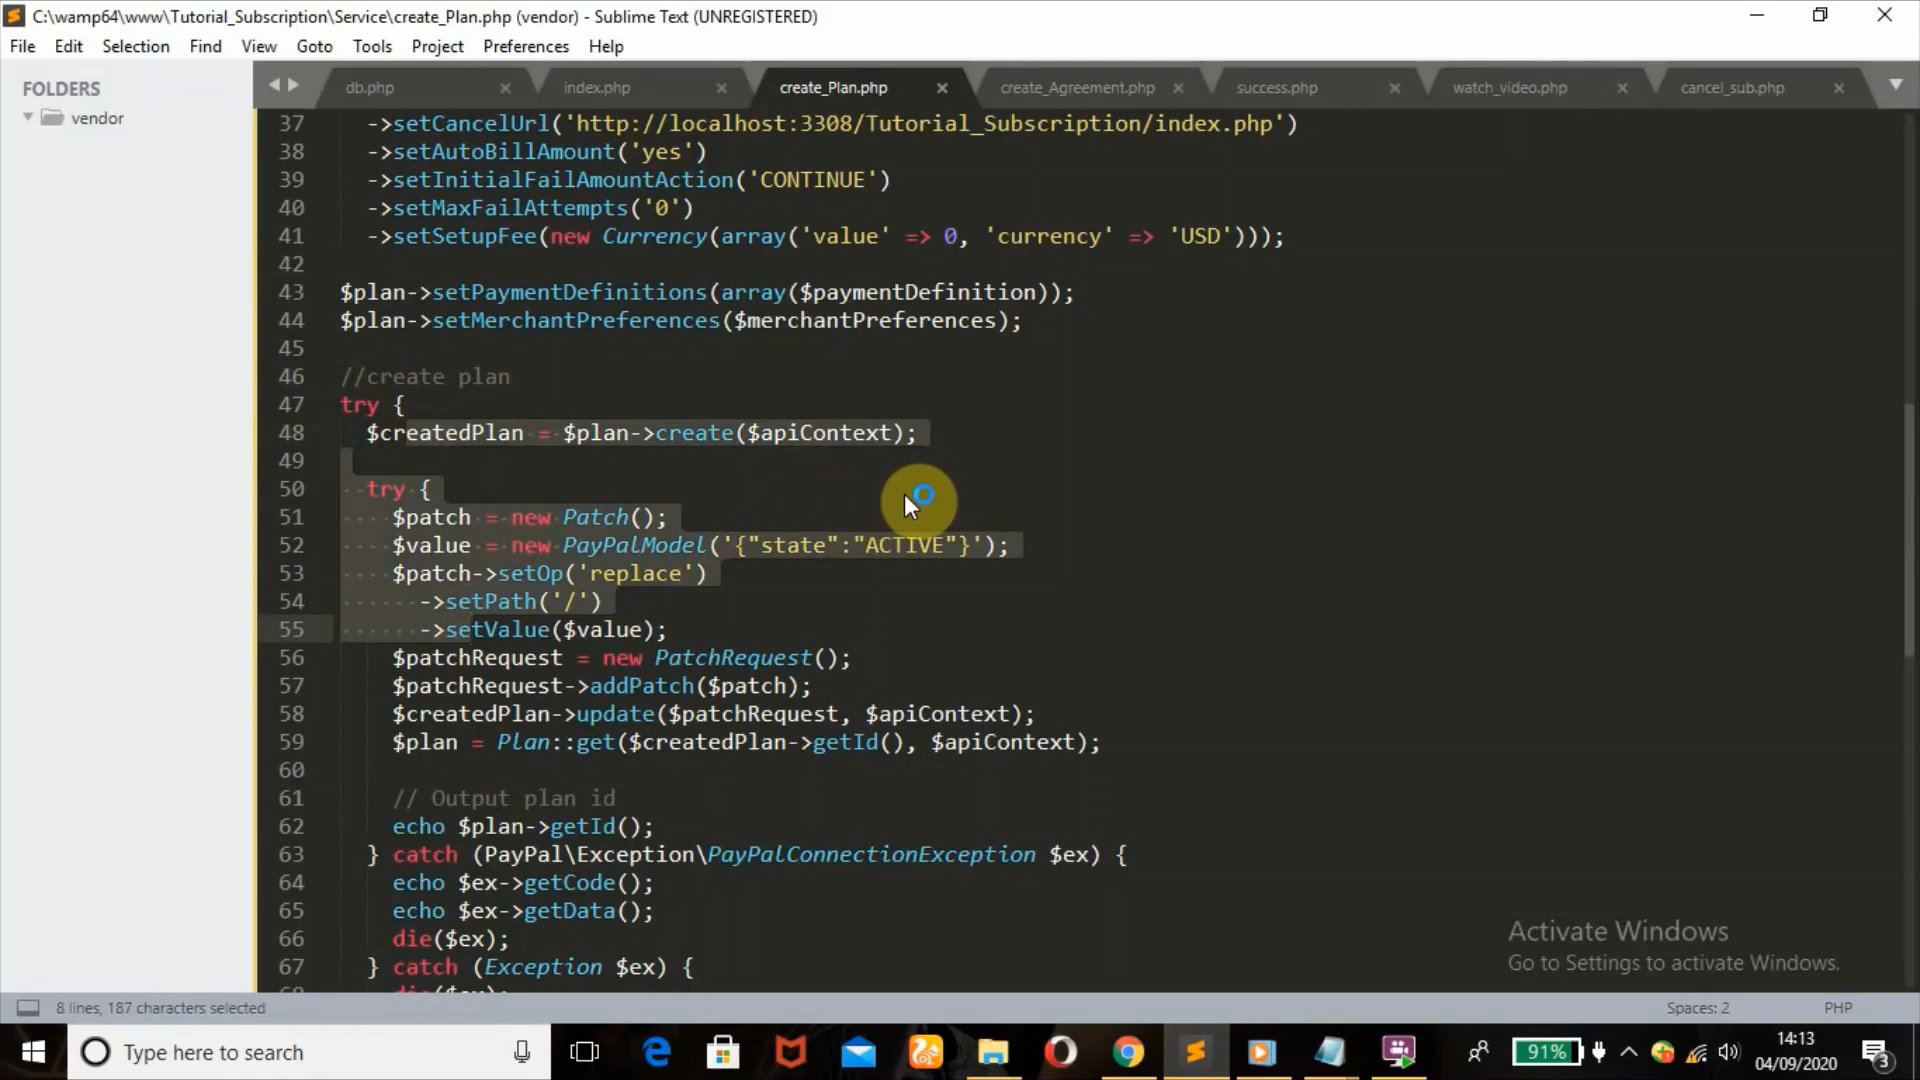 C:\wamp64\www\Tutorial_Subscription\Service\create_Plan.php (vendor) - Sublime Text (UNREGISTERED)
File Edit Selection Find View Goto Tools Project Preferences Help
FOLDERS
vendor
db.php index.php create_Plan.php create_Agreement.php success.php watch_video.php cancel_sub.php
37 ->setCancelUrl('http://localhost:3308/Tutorial_Subscription/index.php')
38 ->setAutoBillAmount('yes')
39 ->setInitialFailAmountAction('CONTINUE')
40 ->setMaxFailAttempts('0')
41 ->setSetupFee(new Currency(array('value' => 0, 'currency' => 'USD')));
42
43 $plan->setPaymentDefinitions(array($paymentDefinition));
44 $plan->setMerchantPreferences($merchantPreferences);
45
46 //create plan
47 try {
48 $createdPlan = $plan->create($apiContext);
49
50 try {
51 $patch = new Patch();
52 $value = new PayPalModel('{"state":"ACTIVE"}');
53 $patch->setOp('replace')
54 ->setPath('/')
55 ->setValue($value);
56 $patchRequest = new PatchRequest();
57 $patchRequest->addPatch($patch);
58 $createdPlan->update($patchRequest, $apiContext);
59 $plan = Plan::get($createdPlan->getId(), $apiContext);
60
61 // Output plan id
62 echo $plan->getId();
63 } catch (PayPal\Exception\PayPalConnectionException $ex) {
64 echo $ex->getCode();
65 echo $ex->getData();
66 die($ex);
67 } catch (Exception $ex) {
Activate Windows
Go to Settings to activate Windows.
8 lines, 187 characters selected Spaces: 2 PHP
Type here to search 91% 14:13
04/09/2020 3